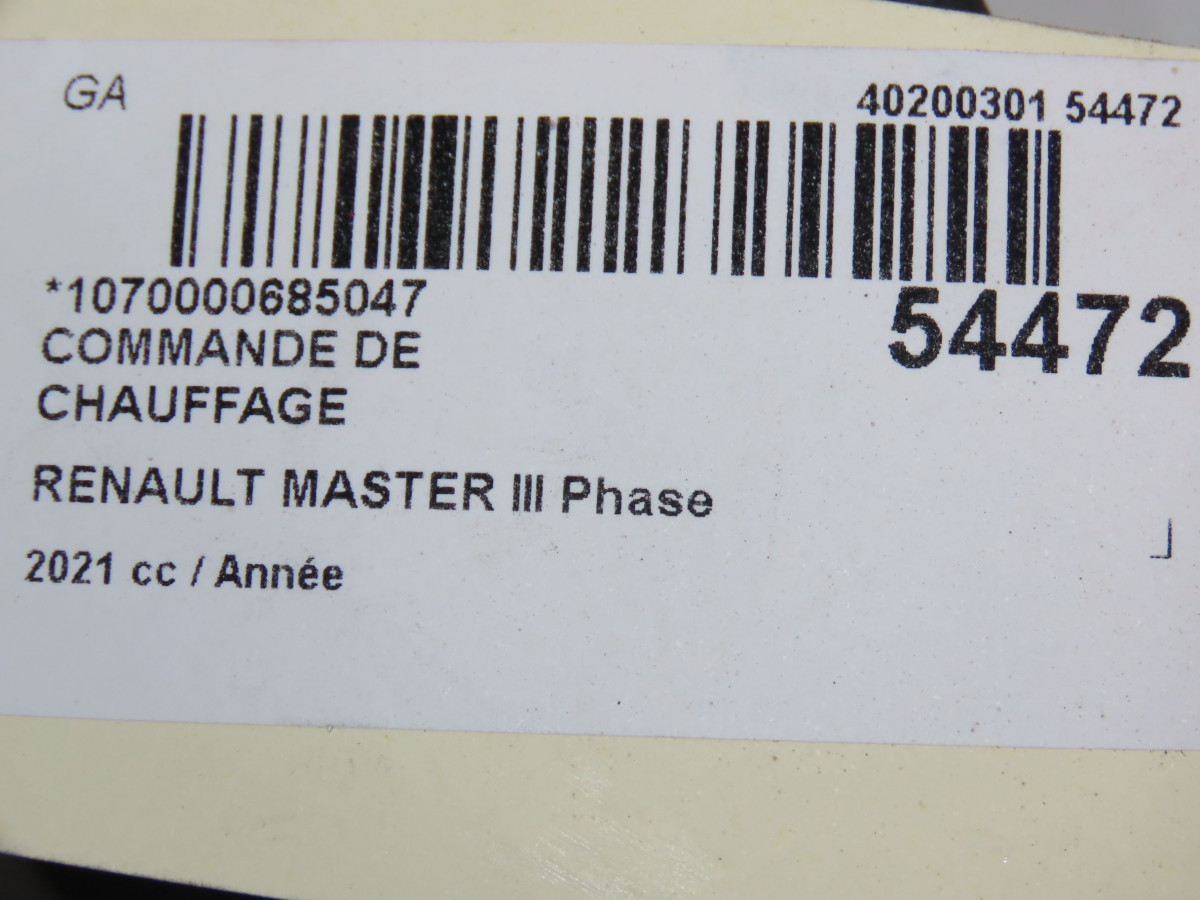 GA
40200301 54472
*1070000685047
54472
COMMANDE DE
CHAUFFAGE
RENAULT MASTER III Phase
2021 cc / Année